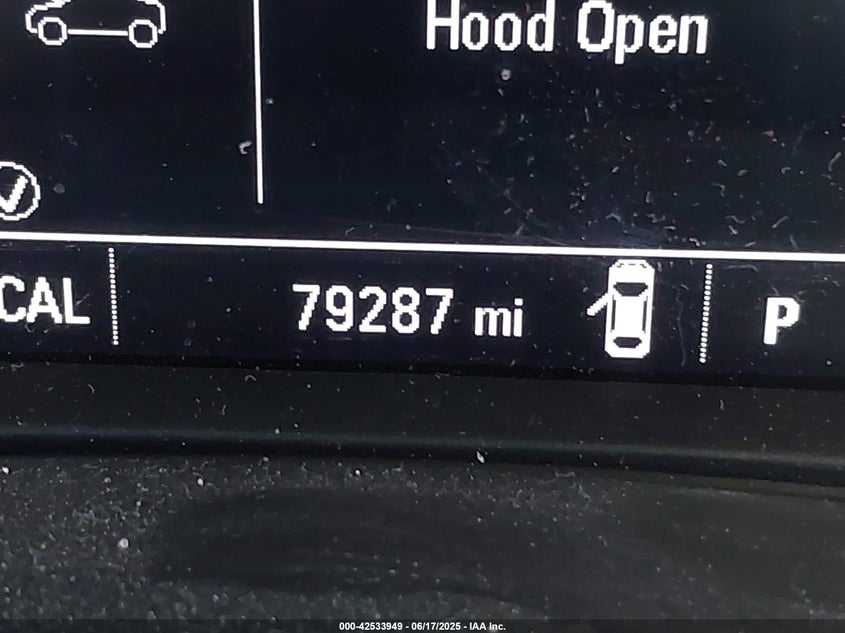 Hood Open
CAL
79287 mi
P
000-42533949 - 06/17/2025 - IAA Inc.